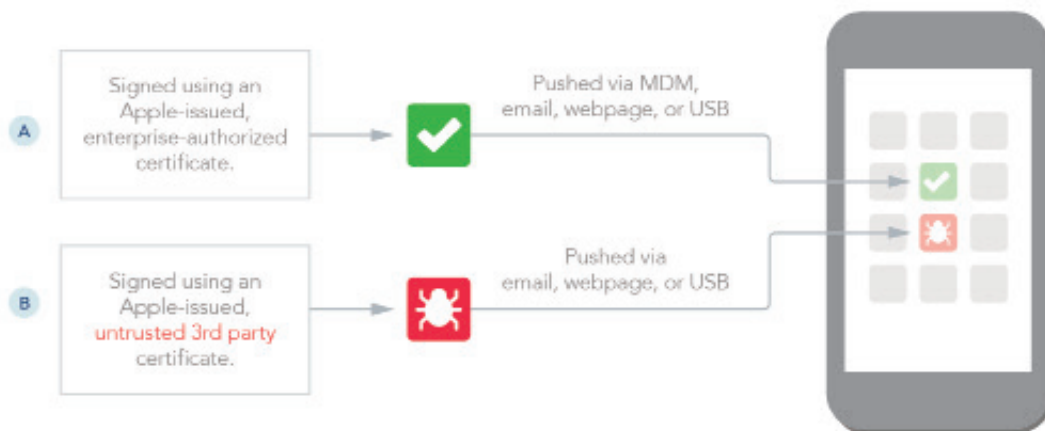 A
Signed using an
Apple-issued,
enterprise-authorized
certificate.
Pushed via MDM,
email, webpage, or USB
B
Signed using an
Apple-issued,
untrusted 3rd party
certificate.
Pushed via
email, webpage, or USB